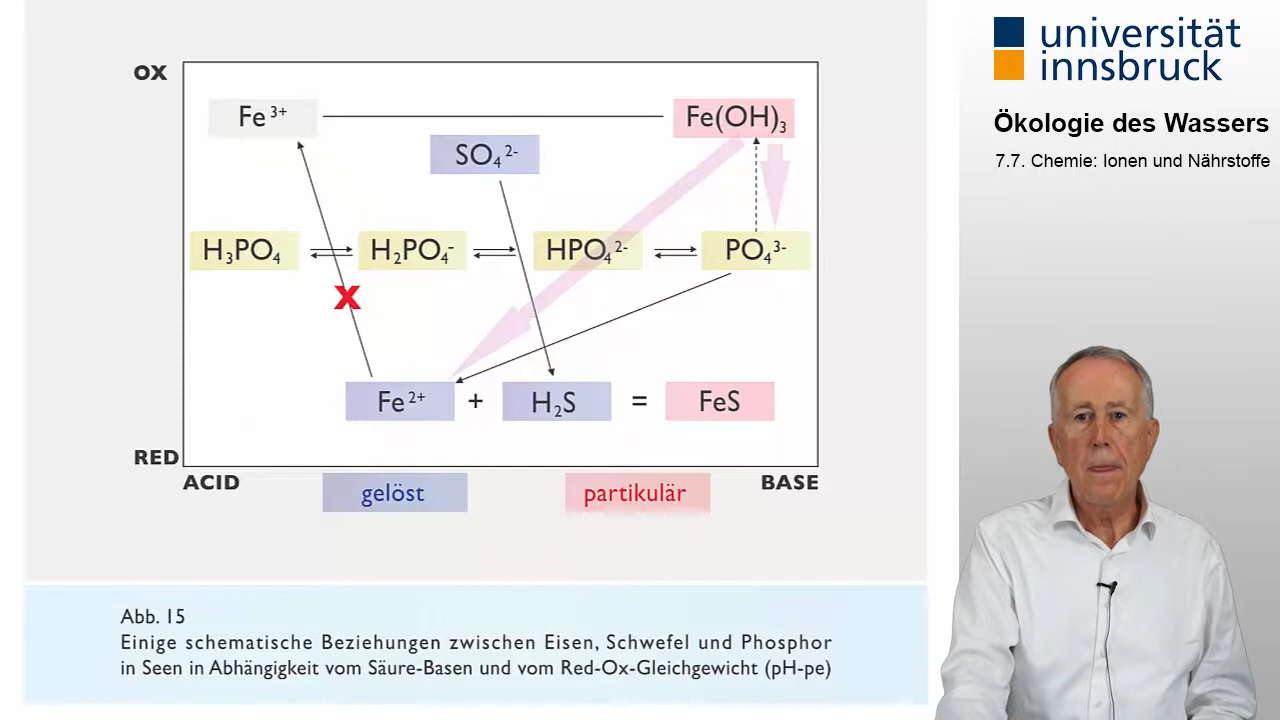 universität
innsbruck
Ökologie des Wassers
7.7. Chemie: Ionen und Nährstoffe
OX
Fe³⁺
Fe(OH)₃
SO₄²⁻
H₃PO₄
H₂PO₄⁻
HPO₄²⁻
PO₄³⁻
X
Fe²⁺ + H₂S = FeS
RED
ACID
BASE
gelöst
partikulär
Abb. 15
Einige schematische Beziehungen zwischen Eisen, Schwefel und Phosphor
in Seen in Abhängigkeit vom Säure-Basen und vom Red-Ox-Gleichgewicht (pH-pe)